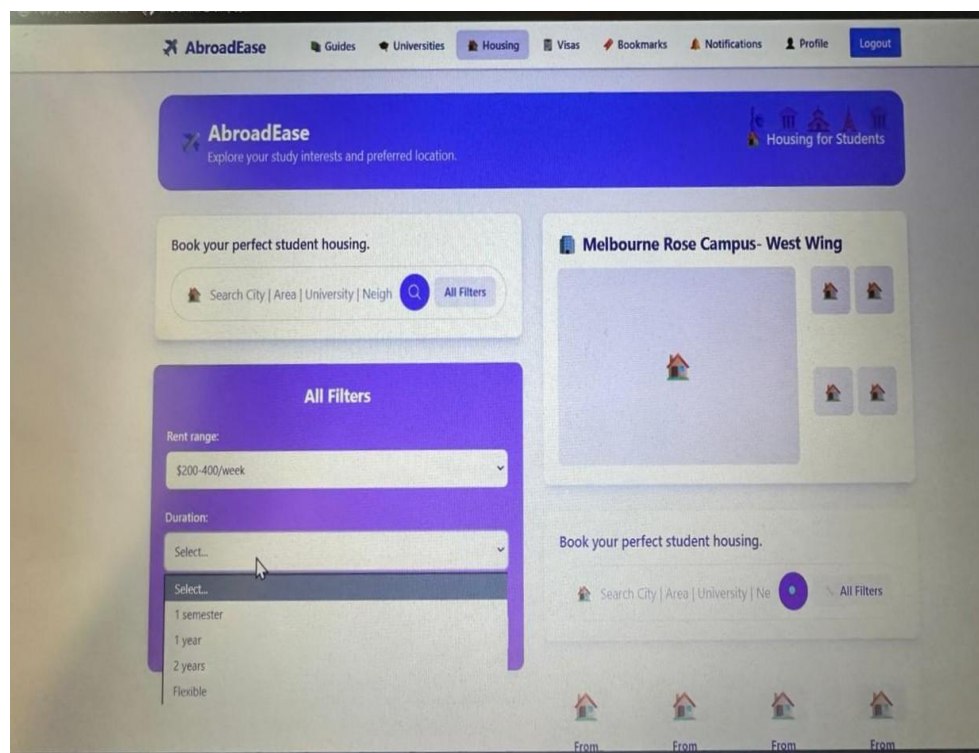 AbroadEase
Guides
Universities
Housing
Visas
Bookmarks
Notifications
Profile
Logout
AbroadEase
Explore your study interests and preferred location.
Housing for Students
Book your perfect student housing.
Search City | Area | University | Neigh
All Filters
Melbourne Rose Campus- West Wing
All Filters
Rent range:
$200-400/week
Duration:
Select...
Select...
1 semester
1 year
2 years
Flexible
Book your perfect student housing.
Search City | Area | University | Ne
All Filters
From
From
From
From